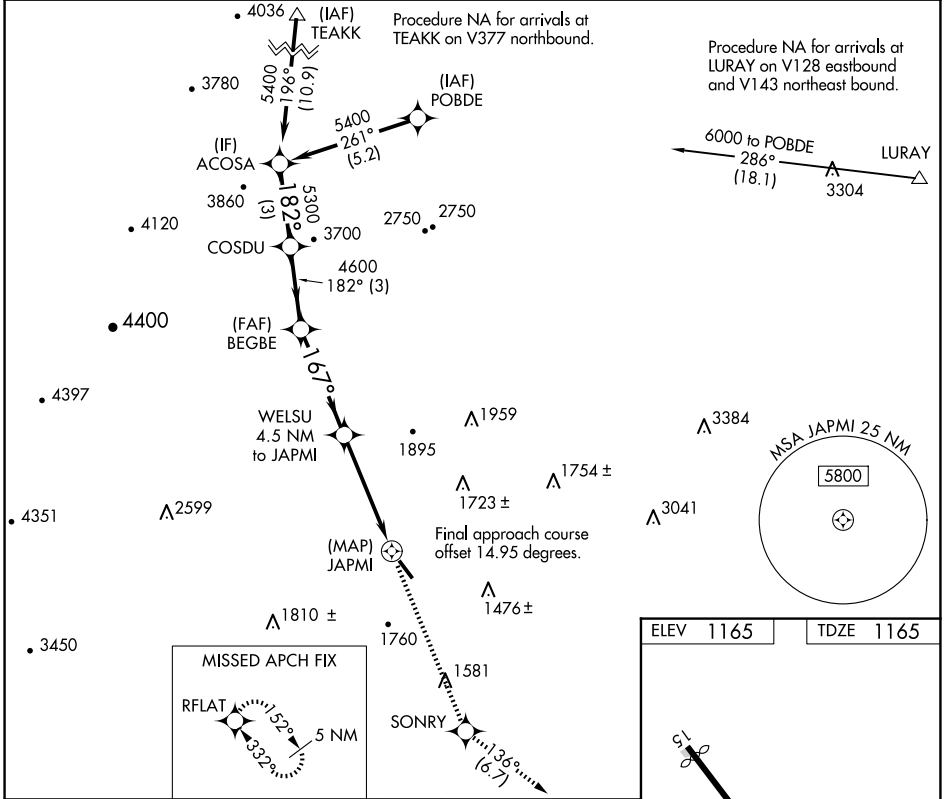 4036
(IAF)
TEAKK
Procedure NA for arrivals at
TEAKK on V377 northbound.
Procedure NA for arrivals at
LURAY on V128 eastbound
and V143 northeast bound.
3780
5400
196°
(10.9)
(IAF)
POBDE
5400
261°
(5.2)
6000 to POBDE
286°
(18.1)
LURAY
3304
(IF)
ACOSA
3860
5300
182°
(3)
4120
2750
2750
COSDU
3700
4600
182° (3)
4400
(FAF)
BEGBE
167°
4397
WELSU
4.5 NM
to JAPMI
1959
1895
3384
MSA JAPMI 25 NM
5800
1754 ±
1723 ±
2599
3041
4351
Final approach course
offset 14.95 degrees.
(MAP)
JAPMI
1476 ±
1810 ±
1760
3450
ELEV 1165
TDZE 1165
MISSED APCH FIX
RFLAT
152°
332°
5 NM
1581
SONRY
136°
(6.7)
15